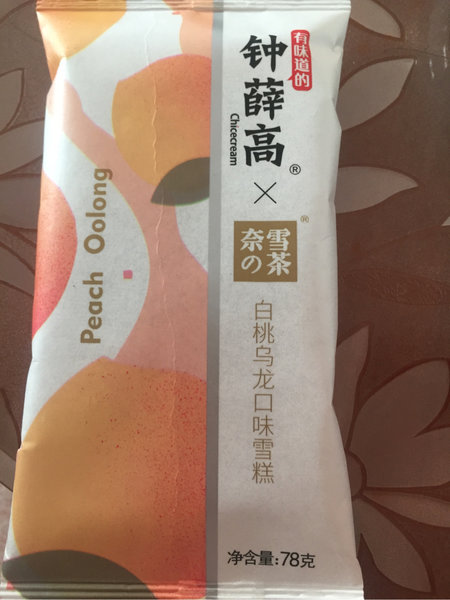 有味道的
钟薛高®
Chicecream
×
奈雪の茶®
白桃乌龙口味雪糕
Peach Oolong
净含量:78克